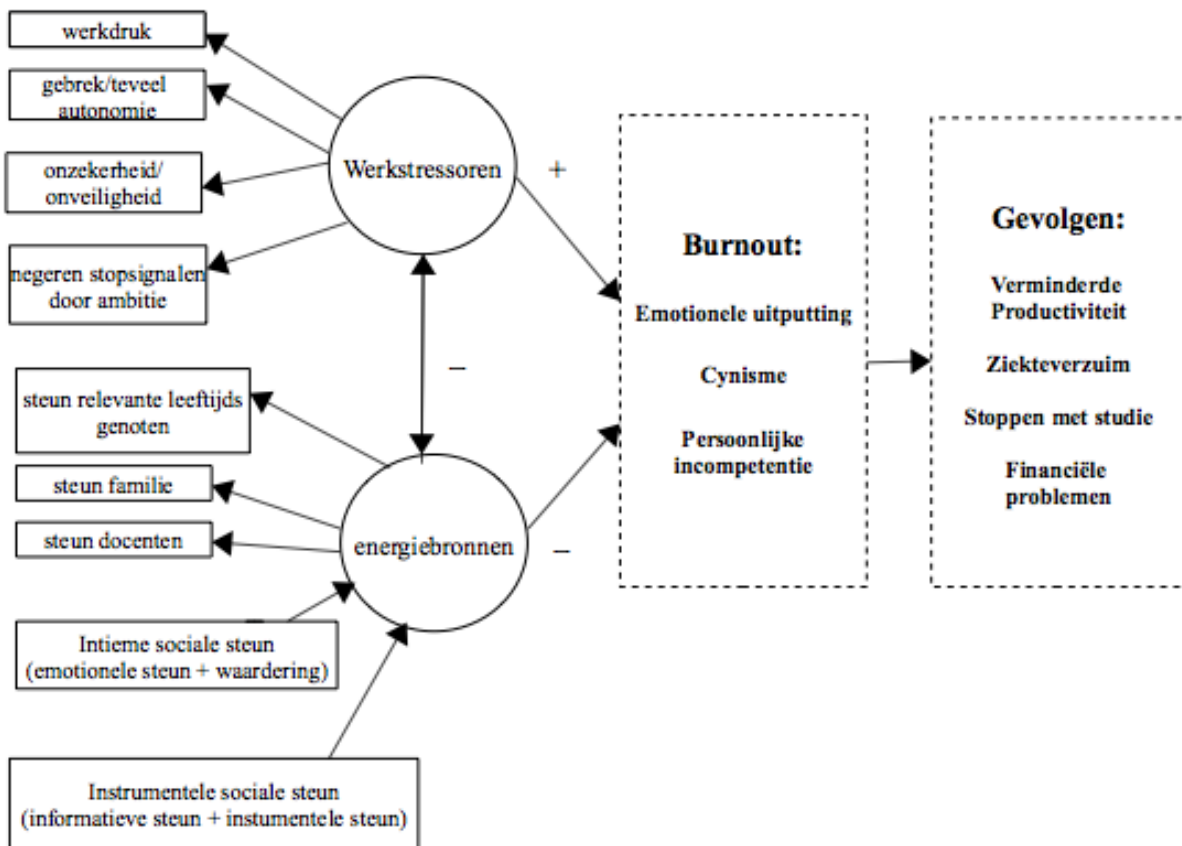 werkdruk
gebrek/teveel
autonomie
onzekerheid/
onveiligheid
negeren stopsignalen
door ambitie
Werkstressoren
+
–
steun relevante leeftijds
genoten
steun familie
steun docenten
energiebronnen
–
Intieme sociale steun
(emotionele steun + waardering)
Instrumentele sociale steun
(informatieve steun + instumentele steun)
Burnout:
Emotionele uitputting
Cynisme
Persoonlijke
incompetentie
Gevolgen:
Verminderde
Productiviteit
Ziekteverzuim
Stoppen met studie
Financiële
problemen